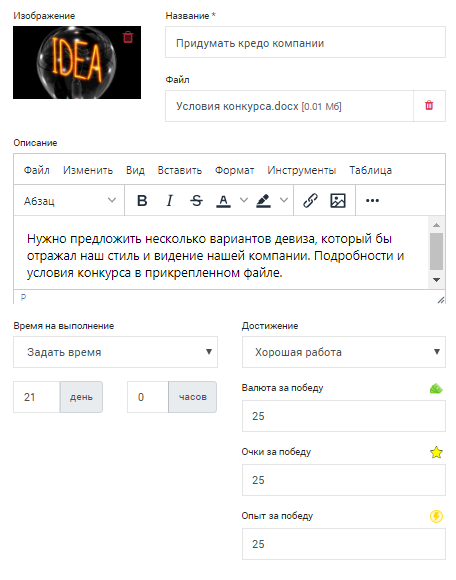 Изображение
IDEA
Название *
Придумать кредо компании
Файл
Условия конкурса.docx [0.01 Мб]
Описание
Файл Изменить Вид Вставить Формат Инструменты Таблица
Абзац B I S A
Нужно предложить несколько вариантов девиза, который бы
отражал наш стиль и видение нашей компании. Подробности и
условия конкурса в прикрепленном файле.
P
Время на выполнение
Задать время
21 день 0 часов
Достижение
Хорошая работа
Валюта за победу
25
Очки за победу
25
Опыт за победу
25